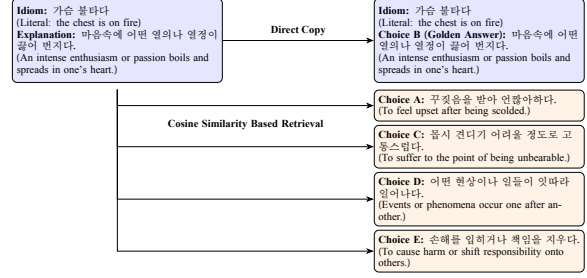 Idiom: 가슴 불타다
(Literal: the chest is on fire)
Explanation: 마음속에 어떤 열의나 열정이
끓어 번지다.
(An intense enthusiasm or passion boils and
spreads in one's heart.)
Direct Copy
Idiom: 가슴 불타다
(Literal: the chest is on fire)
Choice B (Golden Answer): 마음속에 어떤
열의나 열정이 끓어 번지다.
(An intense enthusiasm or passion boils and
spreads in one's heart.)
Cosine Similarity Based Retrieval
Choice A: 꾸짖음을 받아 언짢아하다.
(To feel upset after being scolded.)
Choice C: 몹시 견디기 어려울 정도로 고
통스럽다.
(To suffer to the point of being unbearable.)
Choice D: 어떤 현상이나 일들이 잇따라
일어나다.
(Events or phenomena occur one after an-
other.)
Choice E: 손해를 입히거나 책임을 지우다.
(To cause harm or shift responsibility onto
others.)